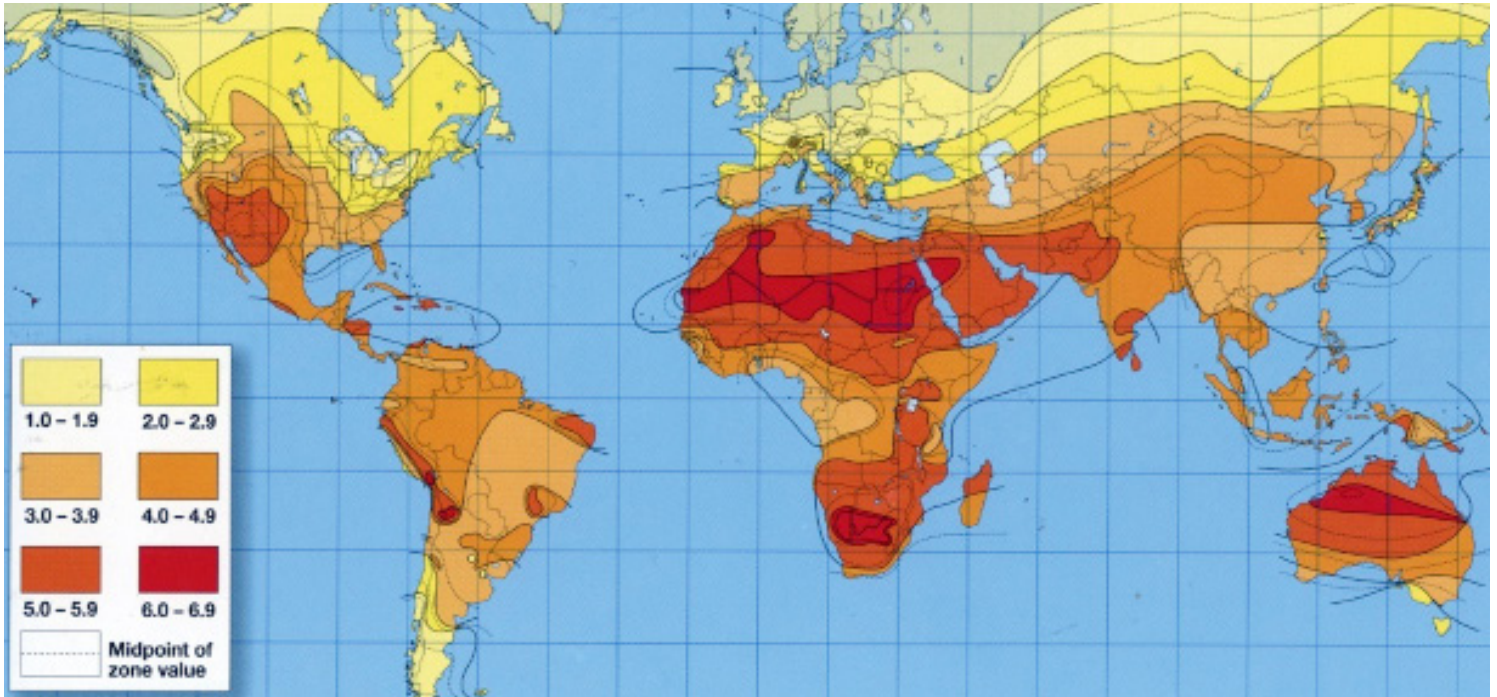 1.0 – 1.9 2.0 – 2.9
3.0 – 3.9 4.0 – 4.9
5.0 – 5.9 6.0 – 6.9
Midpoint of
zone value